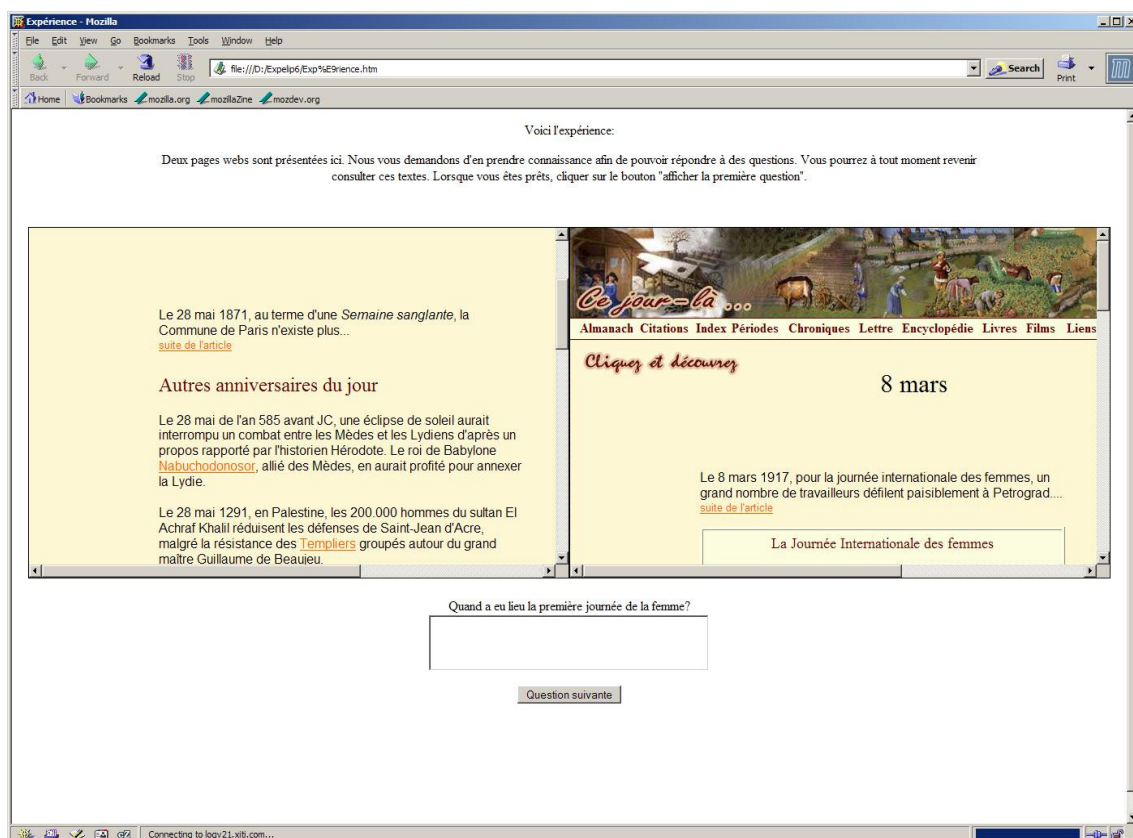 Expérience - Mozilla
File Edit View Go Bookmarks Tools Window Help
Back Forward Reload Stop file:///D:/Expelip6/Exp%E9rience.htm Search Print
Home Bookmarks mozilla.org mozillaZine mozdev.org
Voici l'expérience:
Deux pages webs sont présentées ici. Nous vous demandons d'en prendre connaissance afin de pouvoir répondre à des questions. Vous pourrez à tout moment revenir
consulter ces textes. Lorsque vous êtes prêts, cliquer sur le bouton "afficher la première question".
Le 28 mai 1871, au terme d'une Semaine sanglante, la
Commune de Paris n'existe plus...
suite de l'article
Autres anniversaires du jour
Le 28 mai de l'an 585 avant JC, une éclipse de soleil aurait
interrompu un combat entre les Mèdes et les Lydiens d'après un
propos rapporté par l'historien Hérodote. Le roi de Babylone
Nabuchodonosor, allié des Mèdes, en aurait profité pour annexer
la Lydie.
Le 28 mai 1291, en Palestine, les 200.000 hommes du sultan El
Achraf Khalil réduisent les défenses de Saint-Jean d'Acre,
malgré la résistance des Templiers groupés autour du grand
maître Guillaume de Beaujeu.
Ce jour-là ...
Almanach Citations Index Périodes Chroniques Lettre Encyclopédie Livres Films Liens
Cliquez et découvrez
8 mars
Le 8 mars 1917, pour la journée internationale des femmes, un
grand nombre de travailleurs défilent paisiblement à Petrograd....
suite de l'article
La Journée Internationale des femmes
Quand a eu lieu la première journée de la femme?
Question suivante
Connecting to logv21.xiti.com...